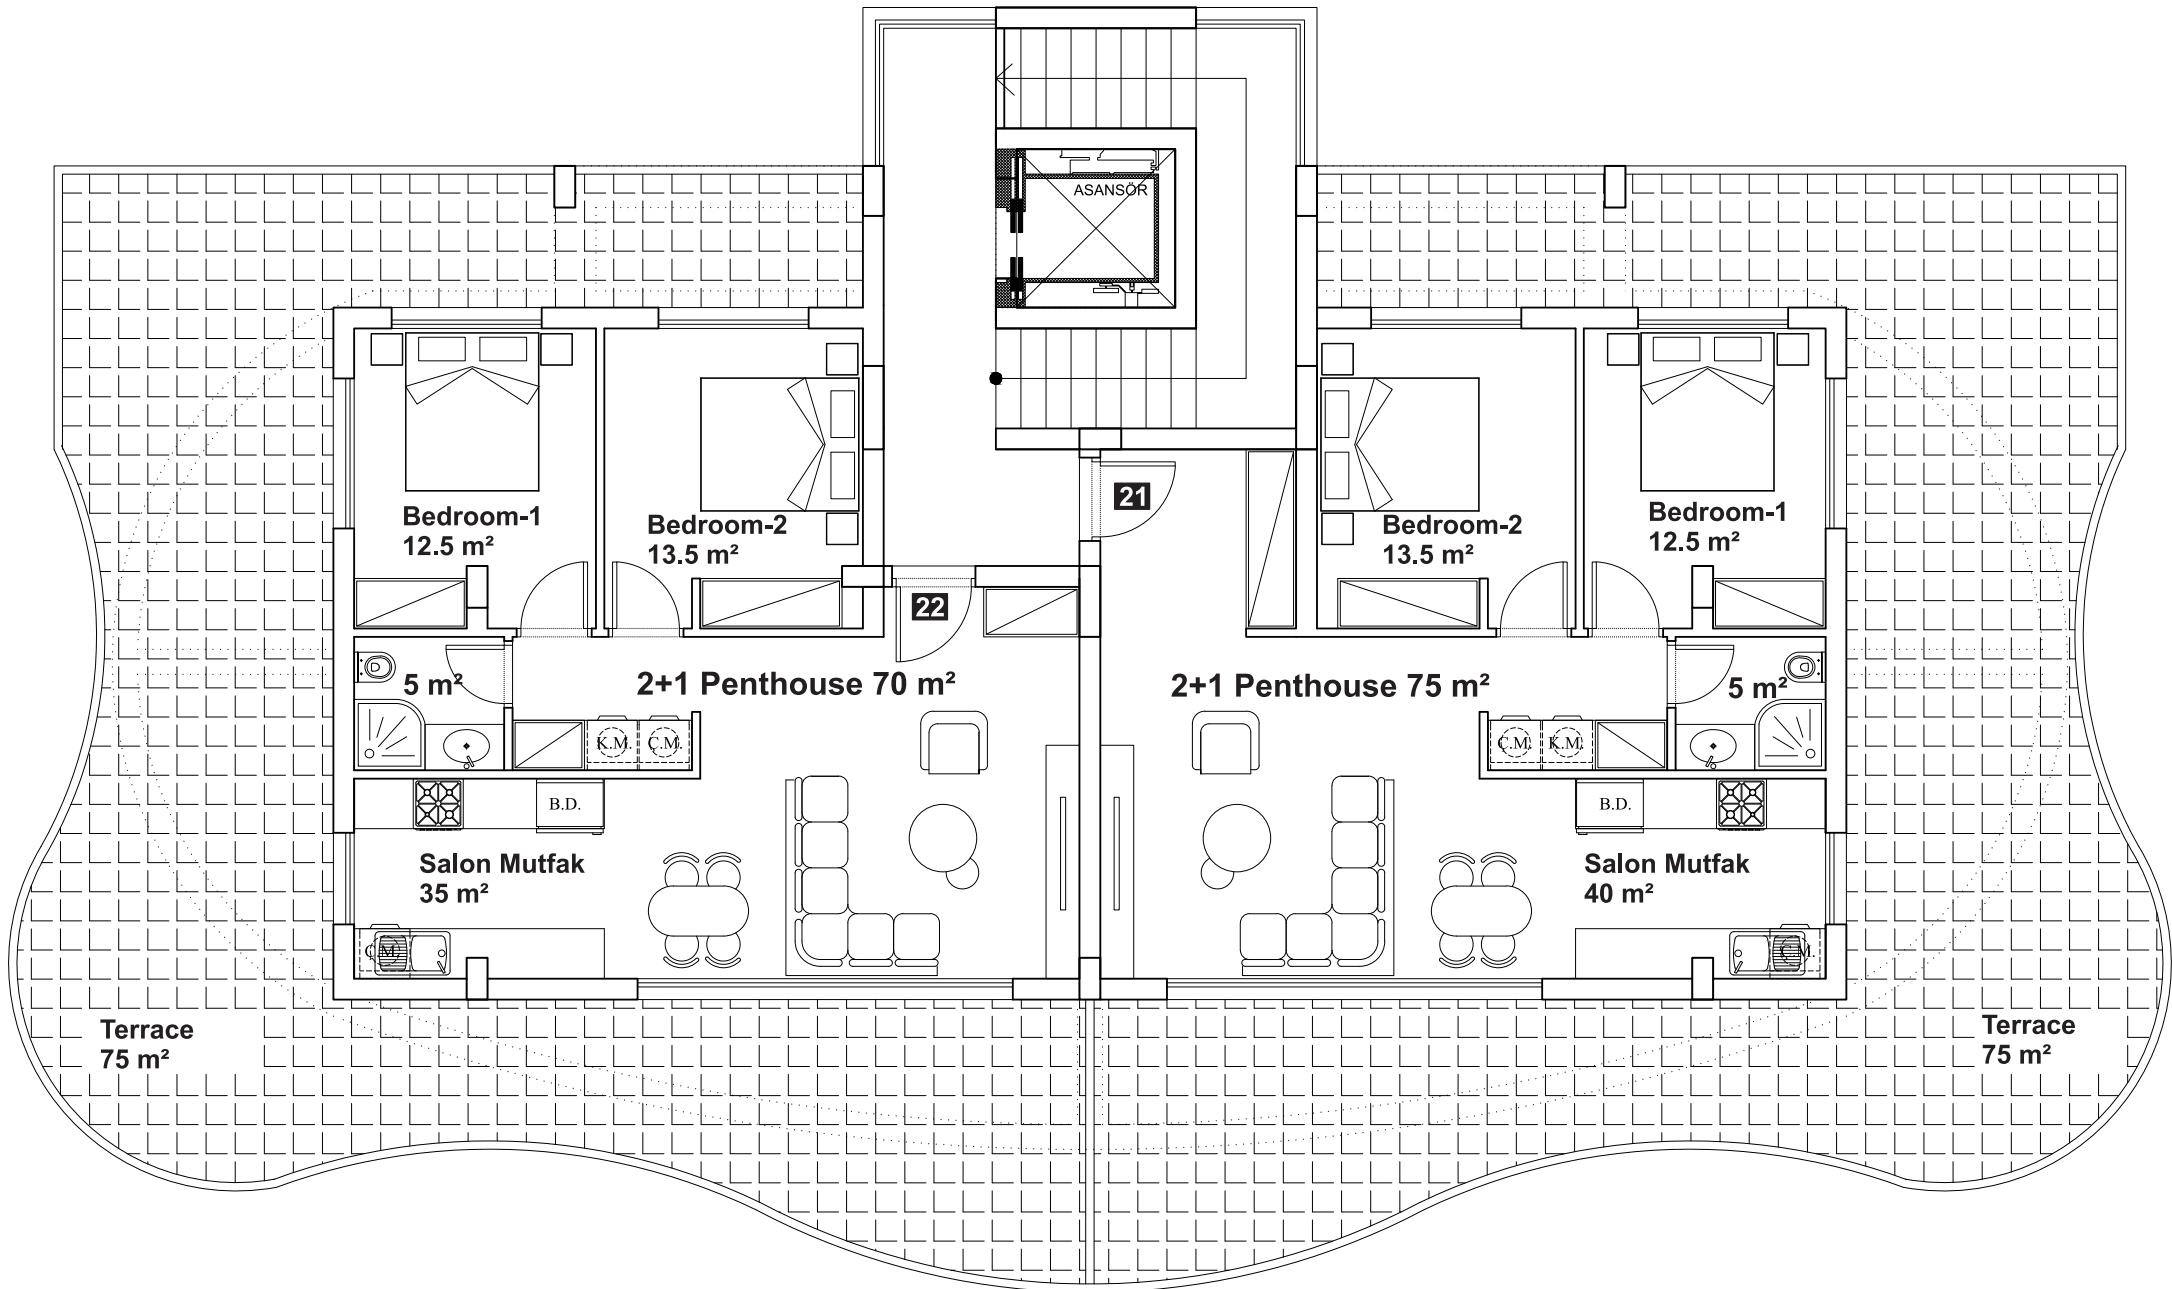 ASANSÖR
21
Bedroom-1
12.5 m²
Bedroom-2
13.5 m²
Bedroom-2
13.5 m²
Bedroom-1
12.5 m²
22
5 m²
2+1 Penthouse 70 m²
2+1 Penthouse 75 m²
5 m²
K.M.
Ç.M.
Ç.M.
K.M.
B.D.
B.D.
Salon Mutfak
35 m²
Salon Mutfak
40 m²
Ç.M.
Ç.M.
Terrace
75 m²
Terrace
75 m²